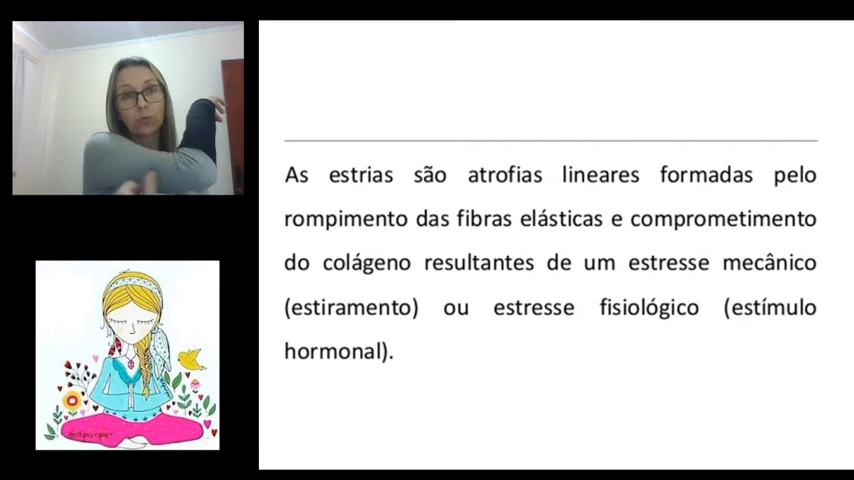 As estrias são atrofias lineares formadas pelo
rompimento das fibras elásticas e comprometimento
do colágeno resultantes de um estresse mecânico
(estiramento) ou estresse fisiológico (estímulo
hormonal).